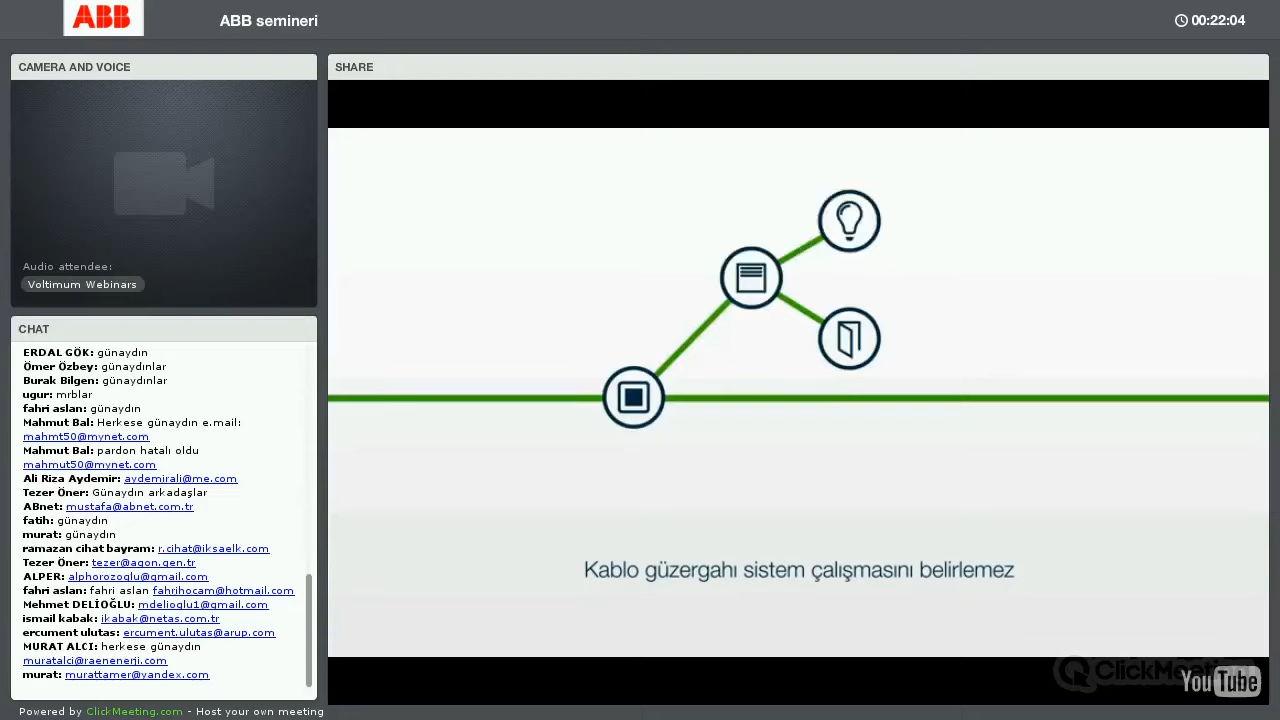 ABB
ABB semineri
00:22:04
CAMERA AND VOICE
SHARE
Audio attendee:
Voltimum Webinars
CHAT
ERDAL GÖK: günaydın
Ömer Özbey: günaydınlar
Burak Bilgen: günaydınlar
ugur: mrblar
fahri aslan: günaydın
Mahmut Bal: Herkese günaydın e.mail:
mahmt50@mynet.com
Mahmut Bal: pardon hatalı oldu
mahmut50@mynet.com
Ali Riza Aydemir: aydemirali@me.com
Tezer Öner: Günaydın arkadaşlar
ABnet: mustafa@abnet.com.tr
fatih: günaydın
murat: günaydın
ramazan cihat bayram: r.cihat@iksaelk.com
Tezer Öner: tezer@aqon.gen.tr
ALPER: alphorozoglu@gmail.com
fahri aslan: fahri aslan fahrihocam@hotmail.com
Mehmet DELİOĞLU: mdelioglu1@gmail.com
ismail kabak: ikabak@netas.com.tr
ercument ulutas: ercument.ulutas@arup.com
MURAT ALCI: herkese günaydın
muratalci@raenenerji.com
murat: murattamer@yandex.com
Kablo güzergahı sistem çalışmasını belirlemez
ClickMeeting
YouTube
Powered by ClickMeeting.com - Host your own meeting